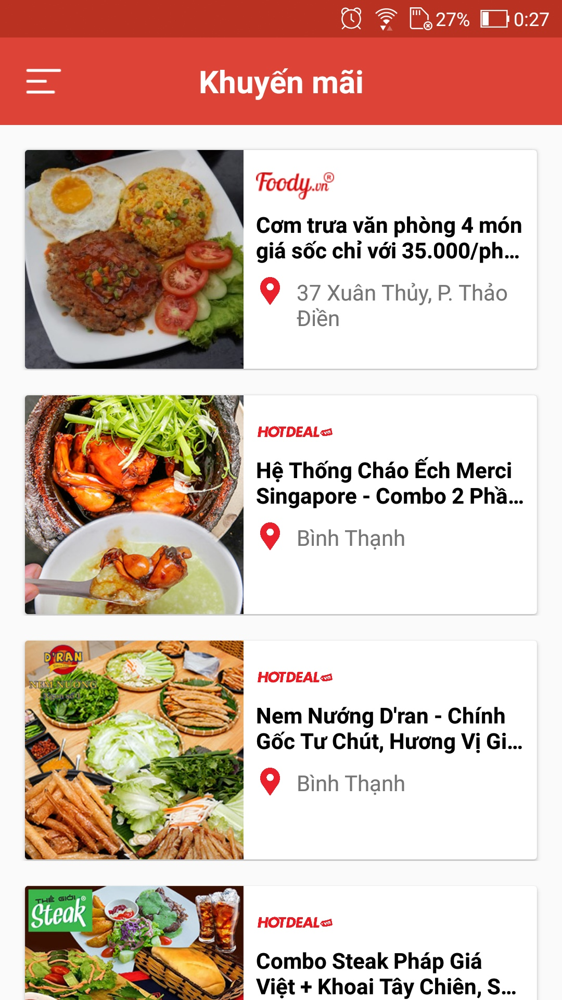 27% 0:27
Khuyến mãi
Foody.vn®
Cơm trưa văn phòng 4 món
giá sốc chỉ với 35.000/ph...
37 Xuân Thủy, P. Thảo
Điền
HOTDEAL vn
Hệ Thống Cháo Ếch Merci
Singapore - Combo 2 Phầ...
Bình Thạnh
D'RAN
NEM NƯỚNG
HOTDEAL vn
Nem Nướng D'ran - Chính
Gốc Tư Chút, Hương Vị Gi...
Bình Thạnh
THẾ GIỚI
Steak®
HOTDEAL vn
Combo Steak Pháp Giá
Việt + Khoai Tây Chiên, S...